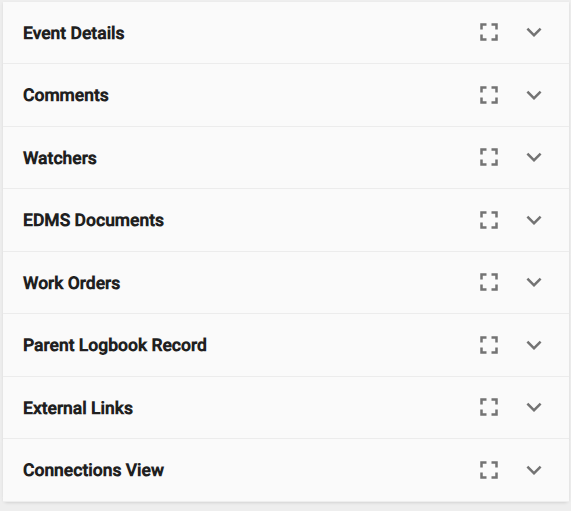 Event Details
Comments
Watchers
EDMS Documents
Work Orders
Parent Logbook Record
External Links
Connections View